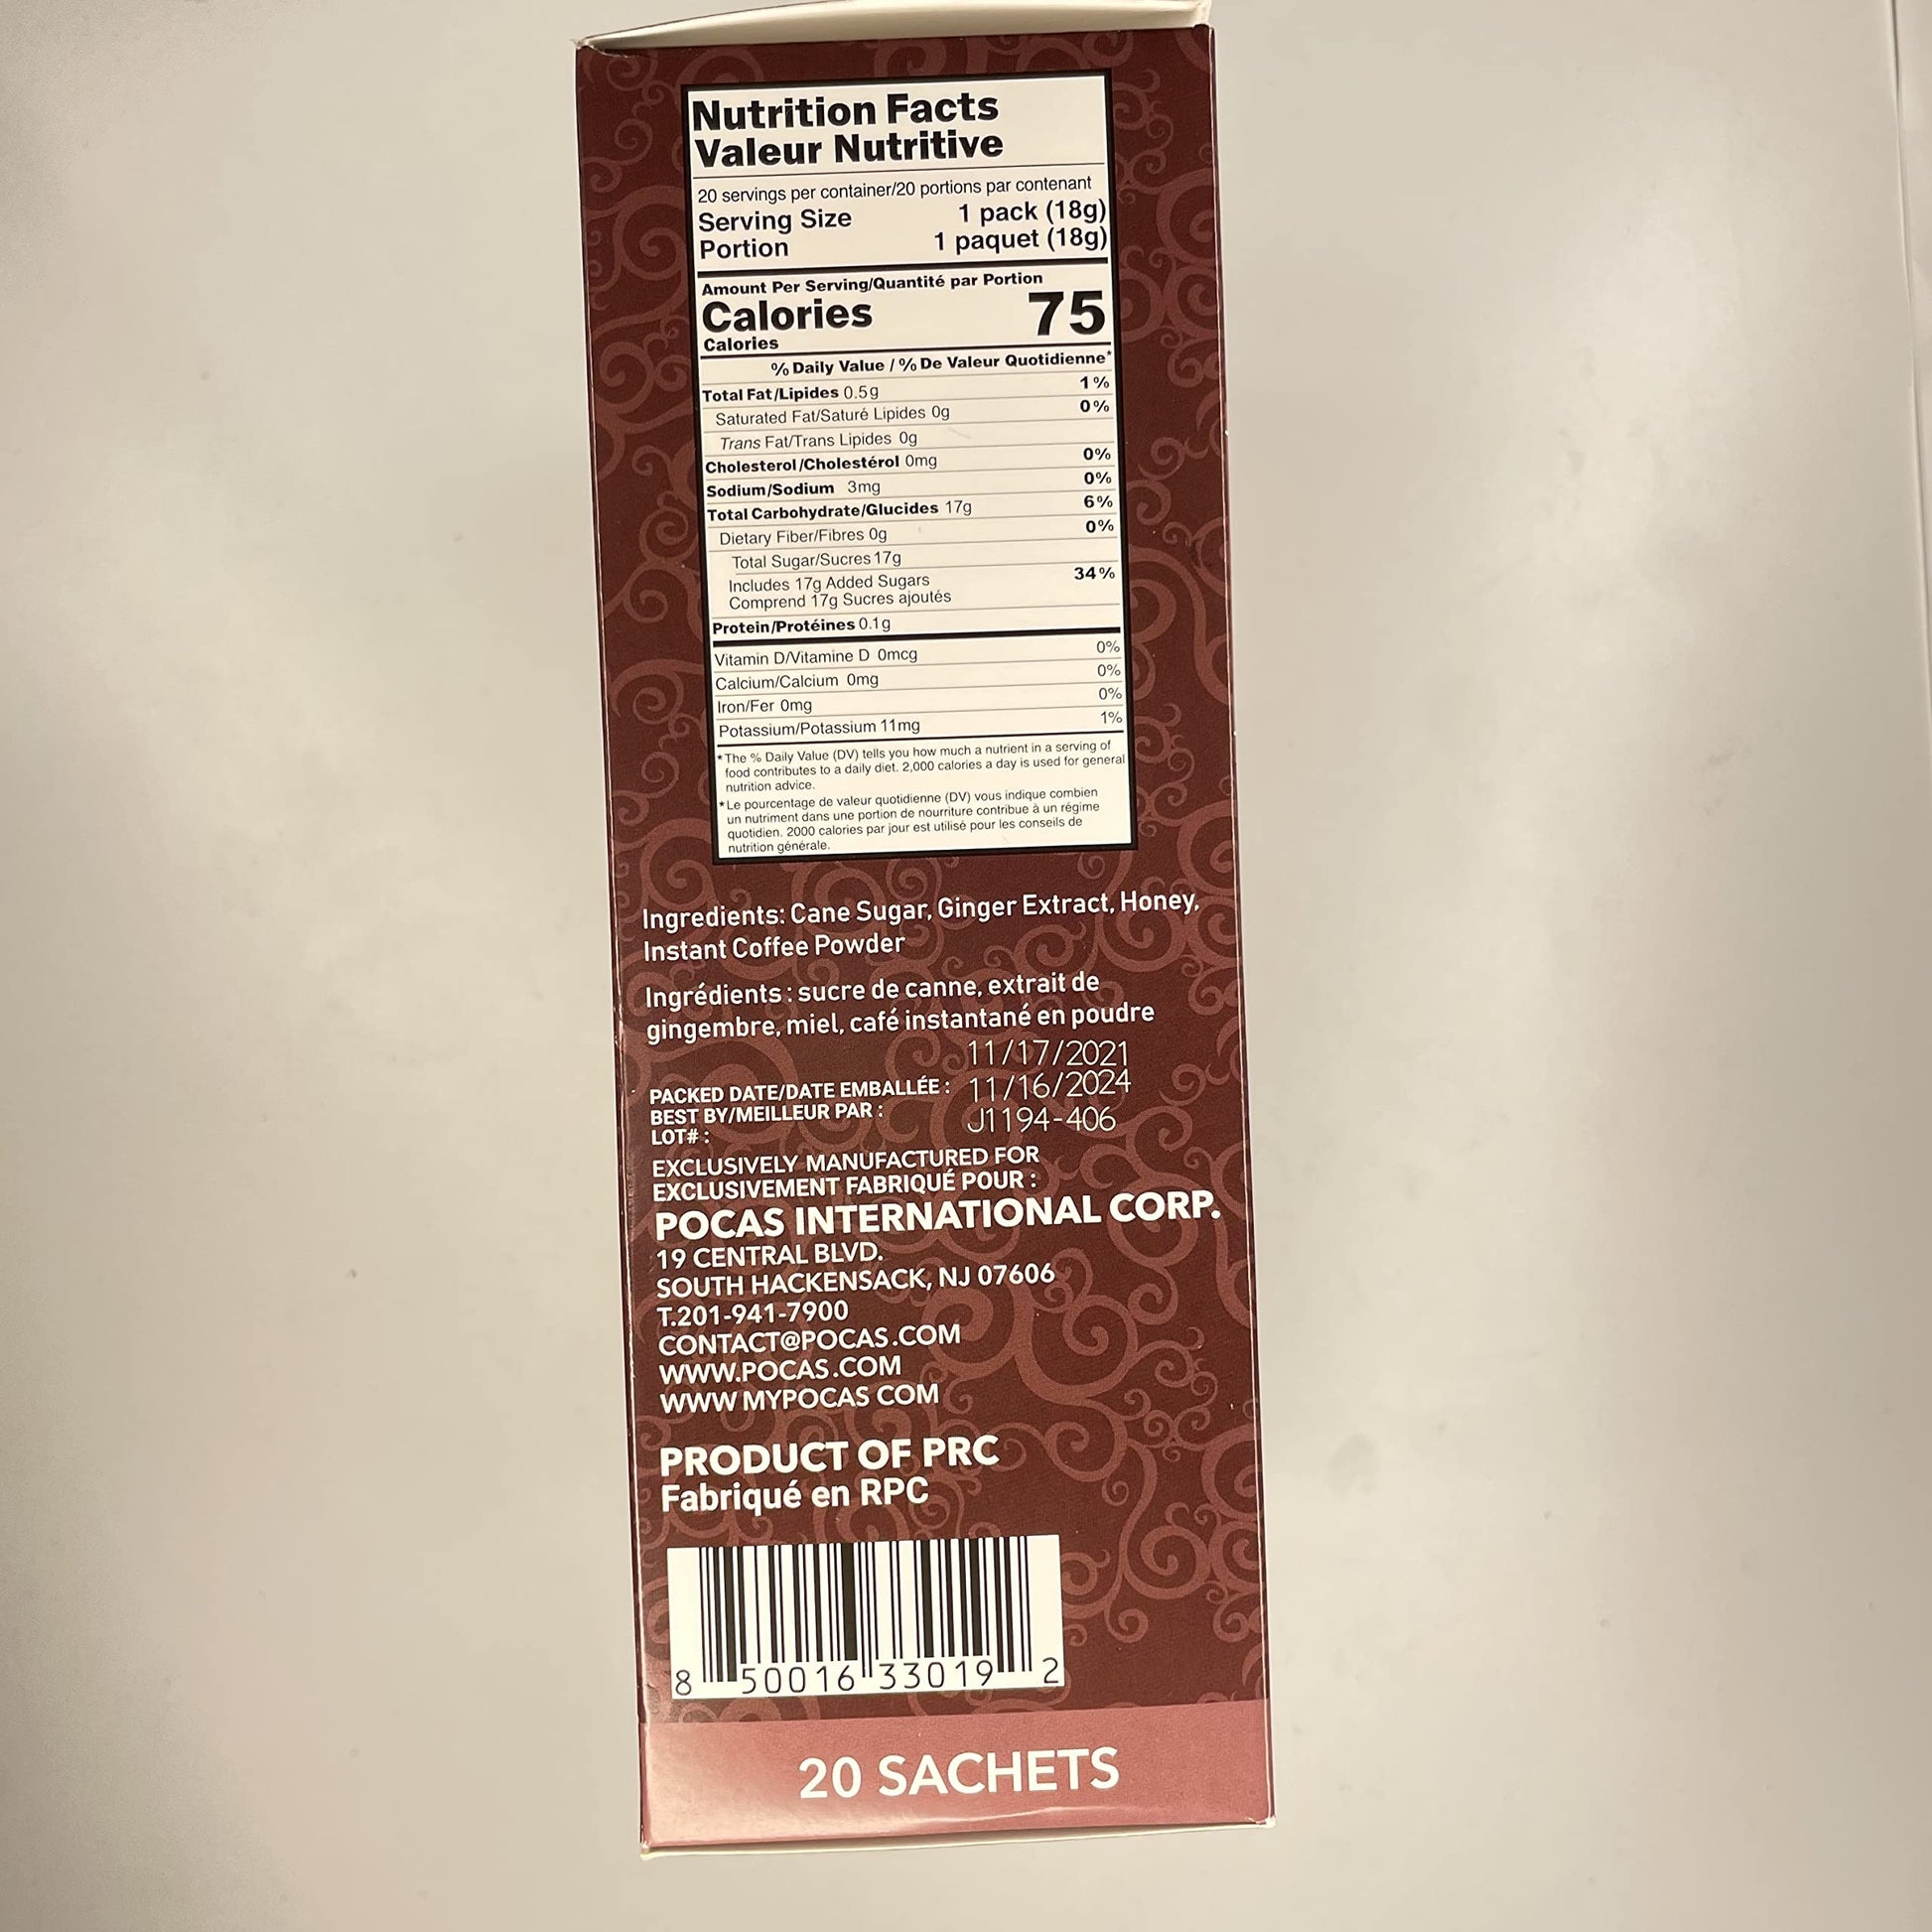 Nutrition Facts
Valeur Nutritive
20 servings per container/20 portions par contenant
Serving Size 1 pack (18g)
Portion 1 paquet (18g)
Amount Per Serving/Quantité par Portion
Calories 75
Calories
% Daily Value / % De Valeur Quotidienne*
Total Fat/Lipides 0.5g 1%
Saturated Fat/Saturé Lipides 0g 0%
Trans Fat/Trans Lipides 0g
Cholesterol/Cholestérol 0mg 0%
Sodium/Sodium 3mg 0%
Total Carbohydrate/Glucides 17g 6%
Dietary Fiber/Fibres 0g 0%
Total Sugar/Sucres 17g
Includes 17g Added Sugars 34%
Comprend 17g Sucres ajoutés
Protein/Protéines 0.1g
Vitamin D/Vitamine D 0mcg 0%
Calcium/Calcium 0mg 0%
Iron/Fer 0mg 0%
Potassium/Potassium 11mg 1%
*The % Daily Value (DV) tells you how much a nutrient in a serving of
food contributes to a daily diet. 2,000 calories a day is used for general
nutrition advice.
*Le pourcentage de valeur quotidienne (DV) vous indique combien
un nutriment dans une portion de nourriture contribue à un régime
quotidien. 2000 calories par jour est utilisé pour les conseils de
nutrition générale.
Ingredients: Cane Sugar, Ginger Extract, Honey,
Instant Coffee Powder
Ingrédients : sucre de canne, extrait de
gingembre, miel, café instantané en poudre
11/17/2021
PACKED DATE/DATE EMBALLÉE : 11/16/2024
BEST BY/MEILLEUR PAR : J1194-406
LOT# :
EXCLUSIVELY MANUFACTURED FOR
EXCLUSIVEMENT FABRIQUÉ POUR :
POCAS INTERNATIONAL CORP.
19 CENTRAL BLVD.
SOUTH HACKENSACK, NJ 07606
T.201-941-7900
CONTACT@POCAS.COM
WWW.POCAS.COM
WWW MYPOCAS COM
PRODUCT OF PRC
Fabriqué en RPC
8 50016 33019 2
20 SACHETS